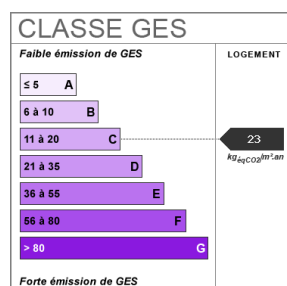 CLASSE GES
Faible émission de GES
LOGEMENT
≤ 5 A
6 à 10 B
11 à 20 C
23
kgéqCO2/m².an
21 à 35 D
36 à 55 E
56 à 80 F
> 80 G
Forte émission de GES